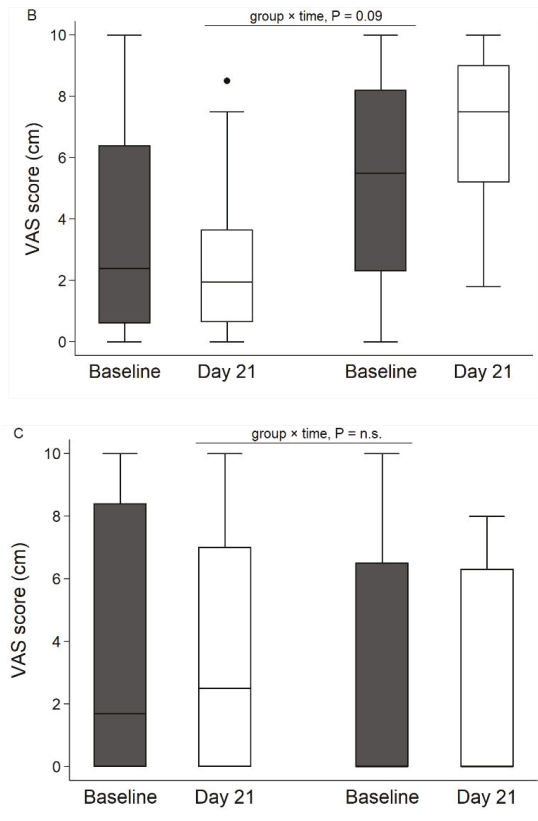 B
group × time, P = 0.09
10
8
6
4
2
0
VAS score (cm)
Baseline Day 21 Baseline Day 21
C
group × time, P = n.s.
10
8
6
4
2
0
VAS score (cm)
Baseline Day 21 Baseline Day 21